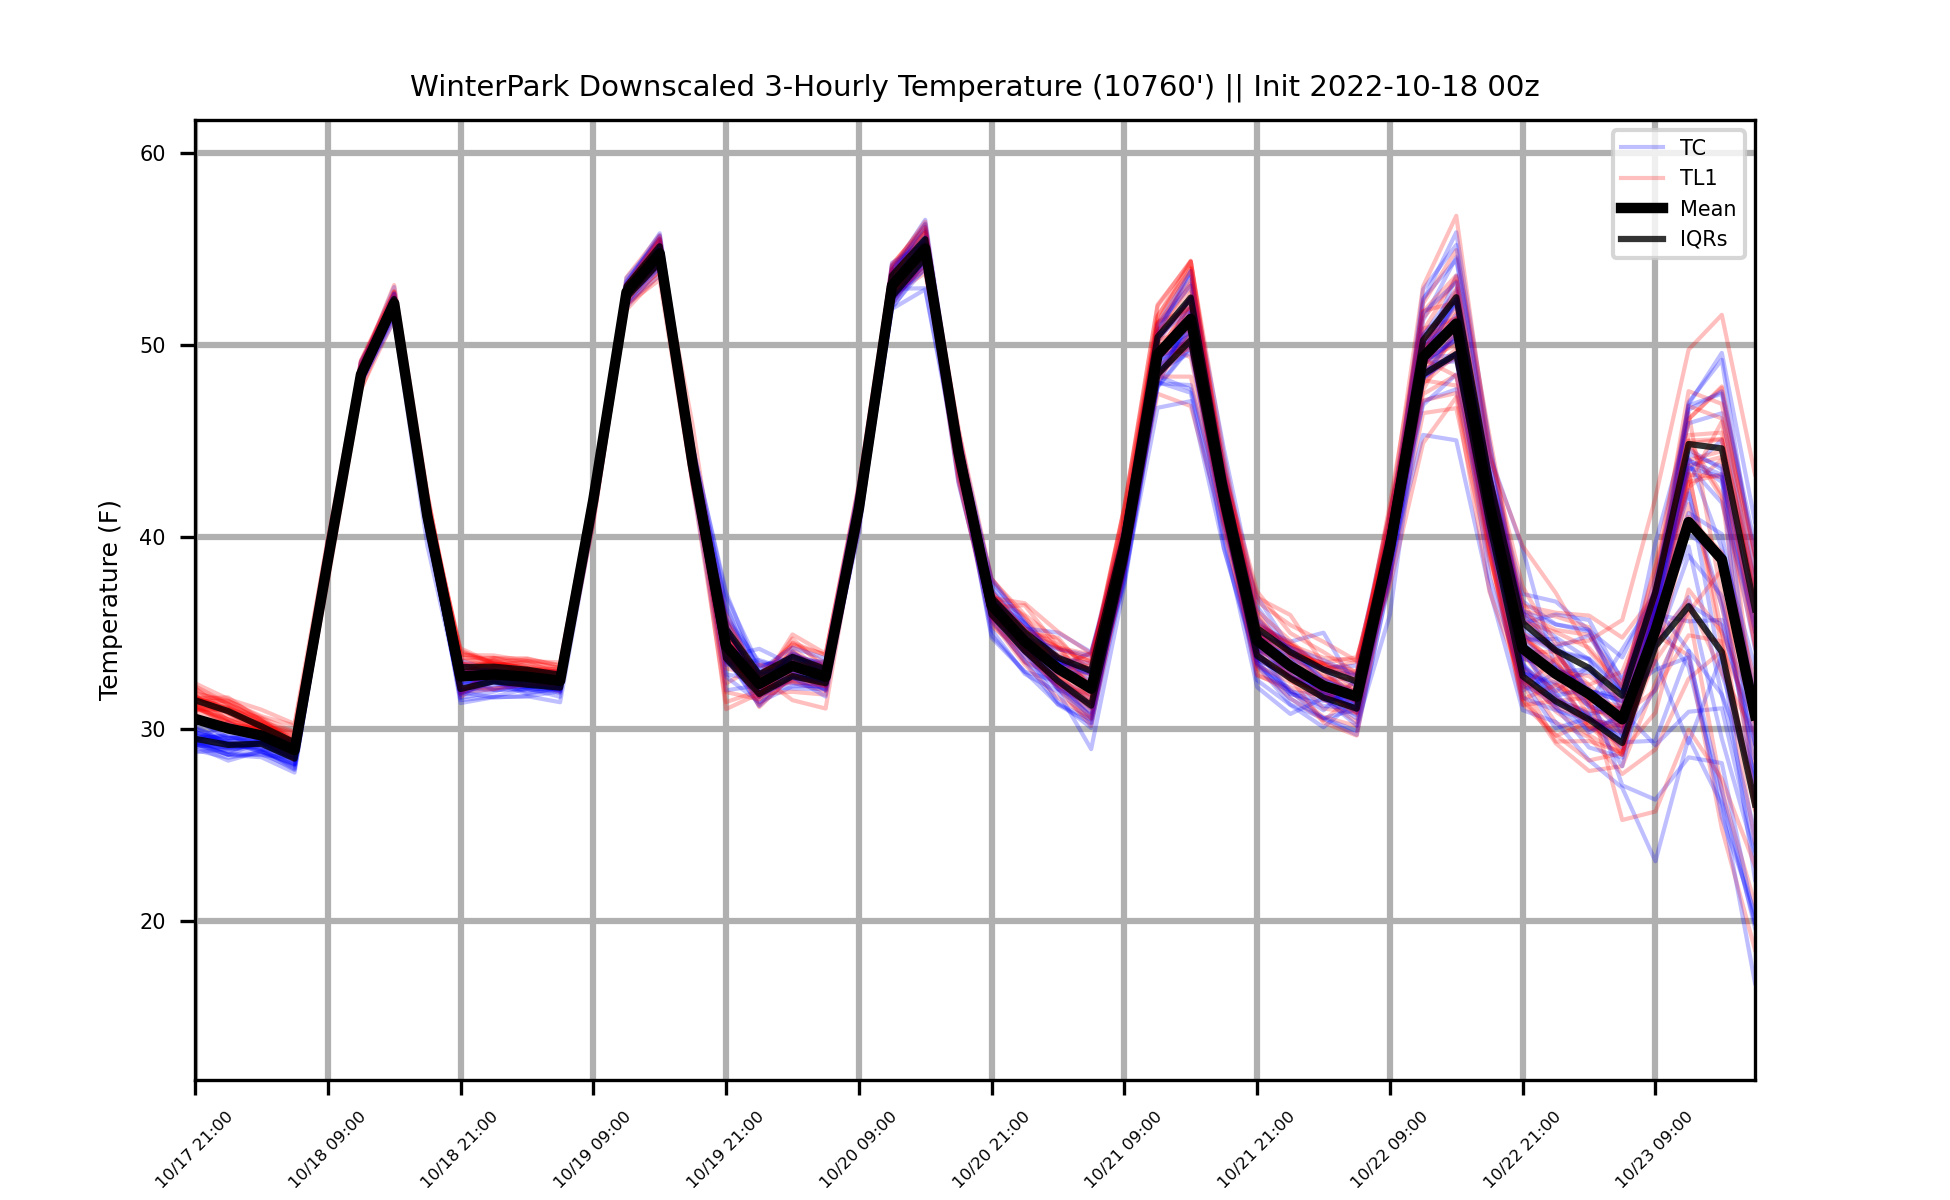 WinterPark Downscaled 3-Hourly Temperature (10760') || Init 2022-10-18 00z
TC
TL1
Mean
IQRs
Temperature (F)
60
50
40
30
20
10/17 21:00
10/18 09:00
10/18 21:00
10/19 09:00
10/19 21:00
10/20 09:00
10/20 21:00
10/21 09:00
10/21 21:00
10/22 09:00
10/22 21:00
10/23 09:00